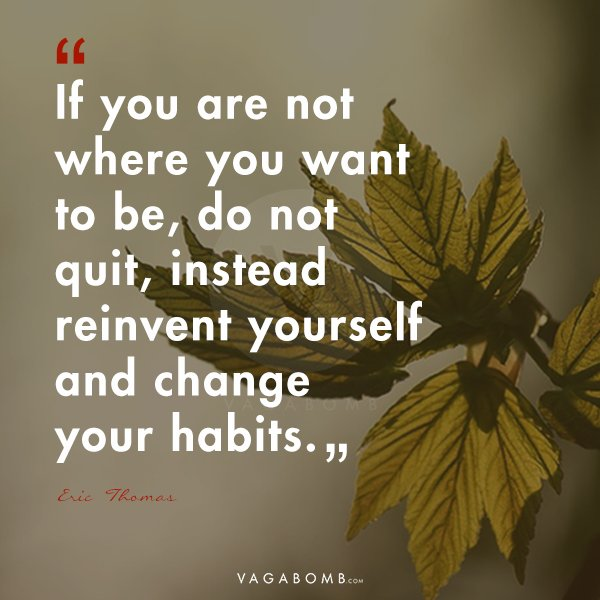 “
If you are not
where you want
to be, do not
quit, instead
reinvent yourself
and change
your habits.„
VAGABOMB
Eric Thomas
VAGABOMB.COM